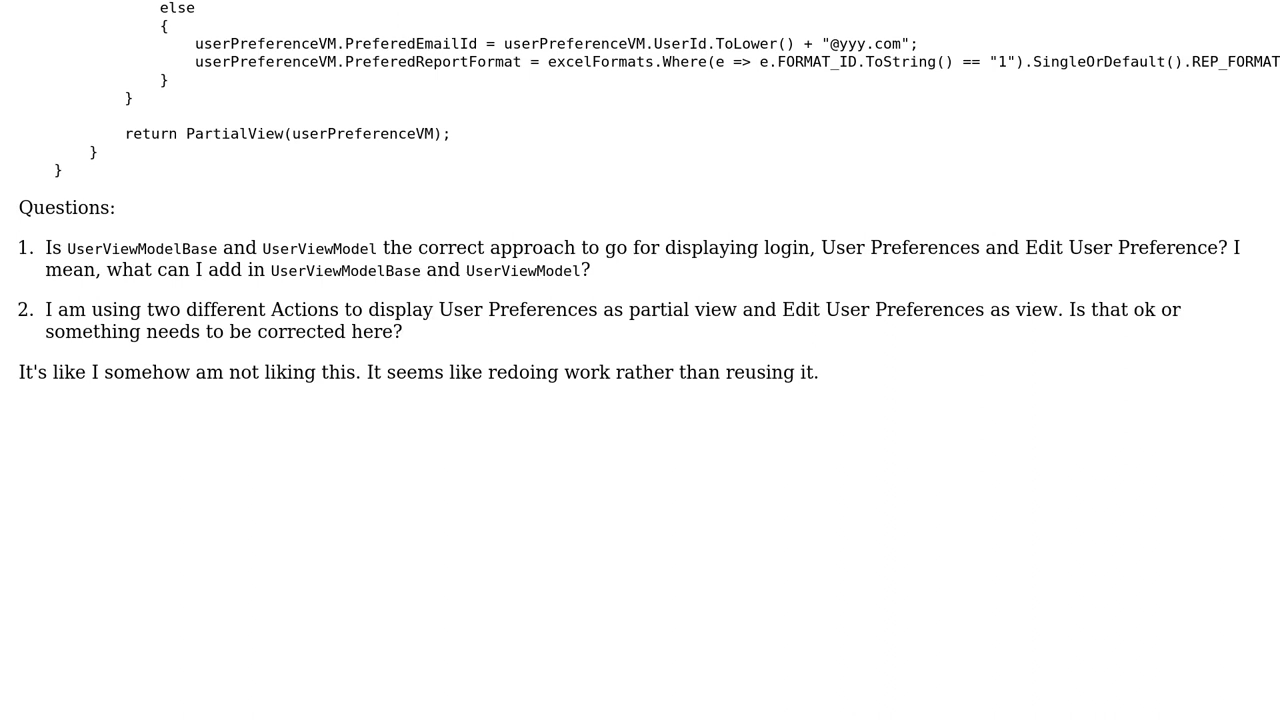 else
{
userPreferenceVM.PreferedEmailId = userPreferenceVM.UserId.ToLower() + "@yyy.com";
userPreferenceVM.PreferedReportFormat = excelFormats.Where(e => e.FORMAT_ID.ToString() == "1").SingleOrDefault().REP_FORMAT
}
}
return PartialView(userPreferenceVM);
}
}
Questions:
1. Is UserViewModelBase and UserViewModel the correct approach to go for displaying login, User Preferences and Edit User Preference? I
mean, what can I add in UserViewModelBase and UserViewModel?
2. I am using two different Actions to display User Preferences as partial view and Edit User Preferences as view. Is that ok or
something needs to be corrected here?
It's like I somehow am not liking this. It seems like redoing work rather than reusing it.